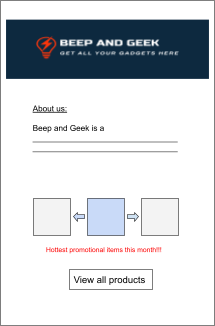 BEEP AND GEEK
GET ALL YOUR GADGETS HERE
About us:
Beep and Geek is a
Hottest promotional items this month!!!
View all products